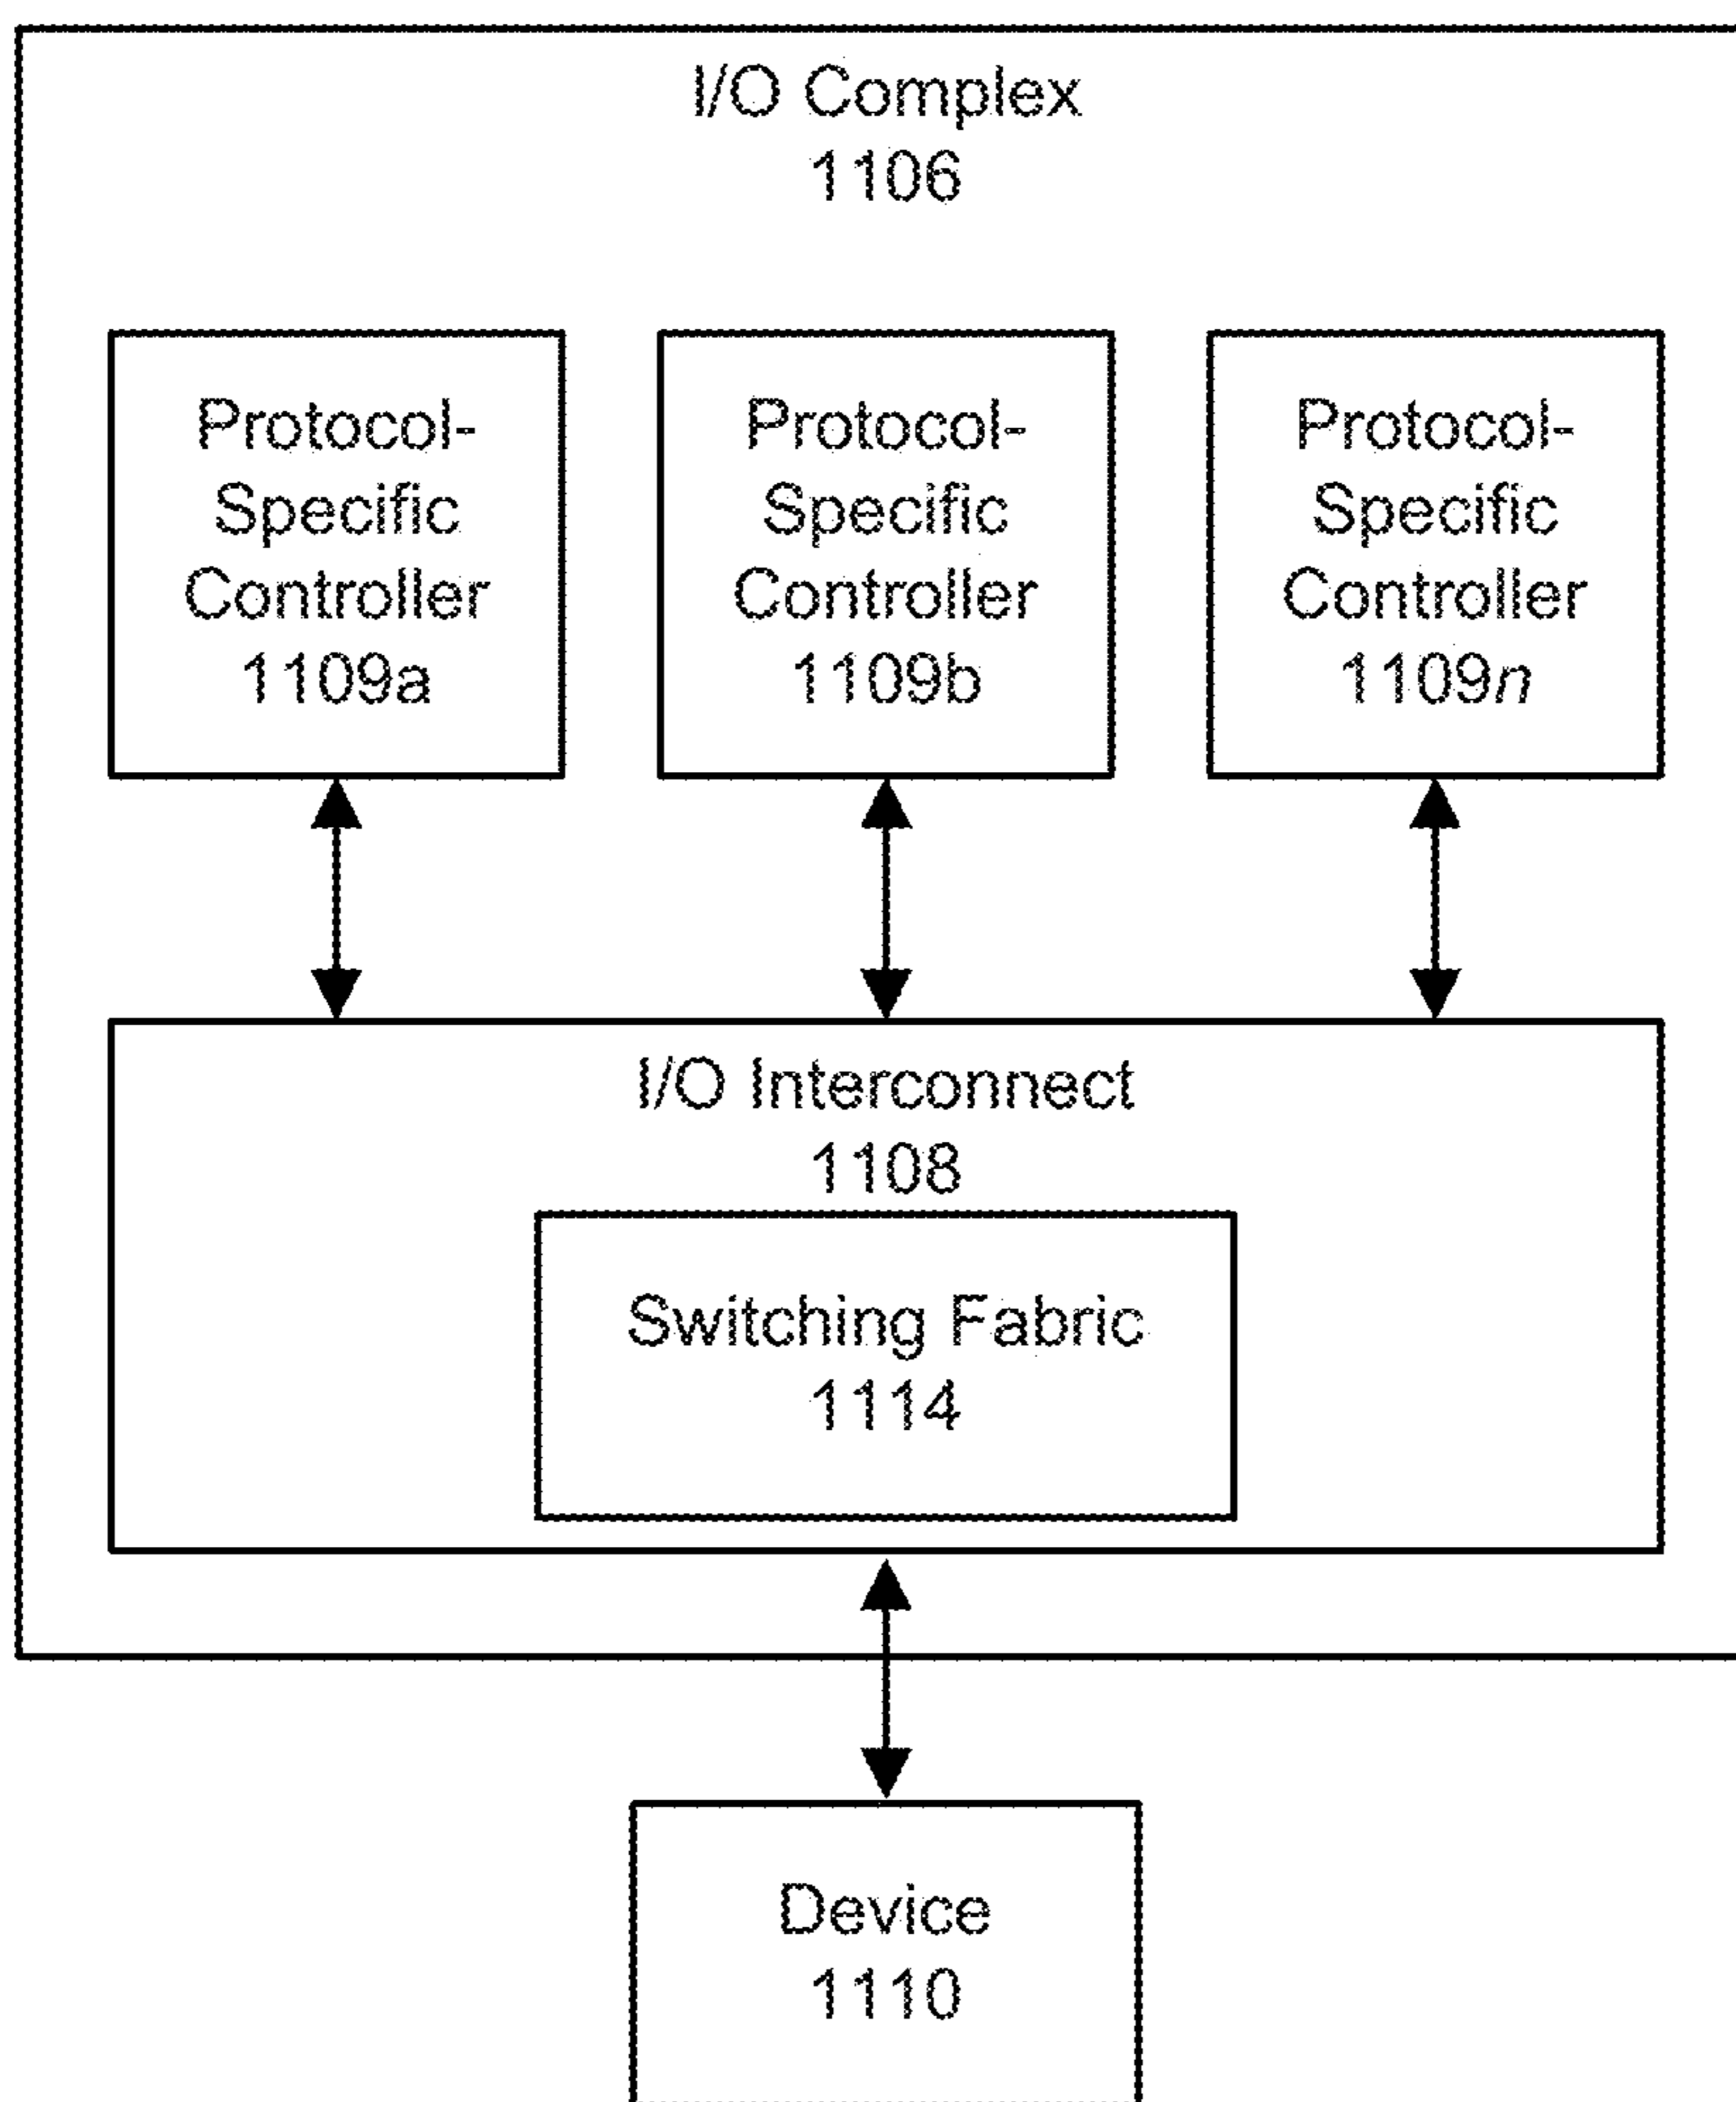 I/O Complex
1106
Protocol-
Specific
Controller
1109a
Protocol-
Specific
Controller
1109b
Protocol-
Specific
Controller
1109n
I/O Interconnect
1108
Switching Fabric
1114
Device
1110